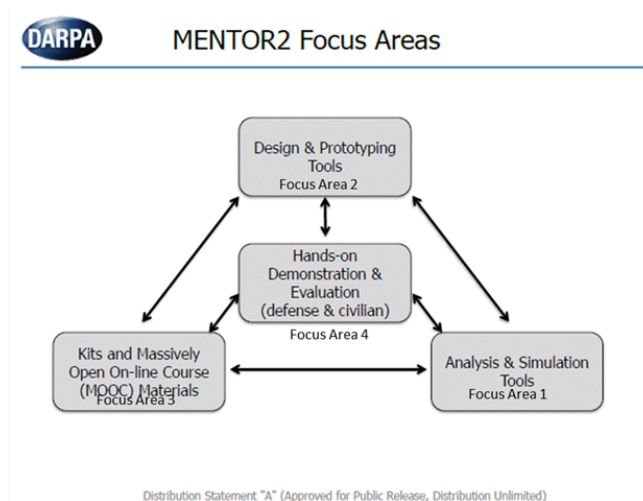 DARPA
MENTOR2 Focus Areas
Design & Prototyping
Tools
Focus Area 2
Hands-on
Demonstration &
Evaluation
(defense & civilian)
Focus Area 4
Kits and Massively
Open On-line Course
(MOOC) Materials
Focus Area 3
Analysis & Simulation
Tools
Focus Area 1
Distribution Statement "A" (Approved for Public Release, Distribution Unlimited)